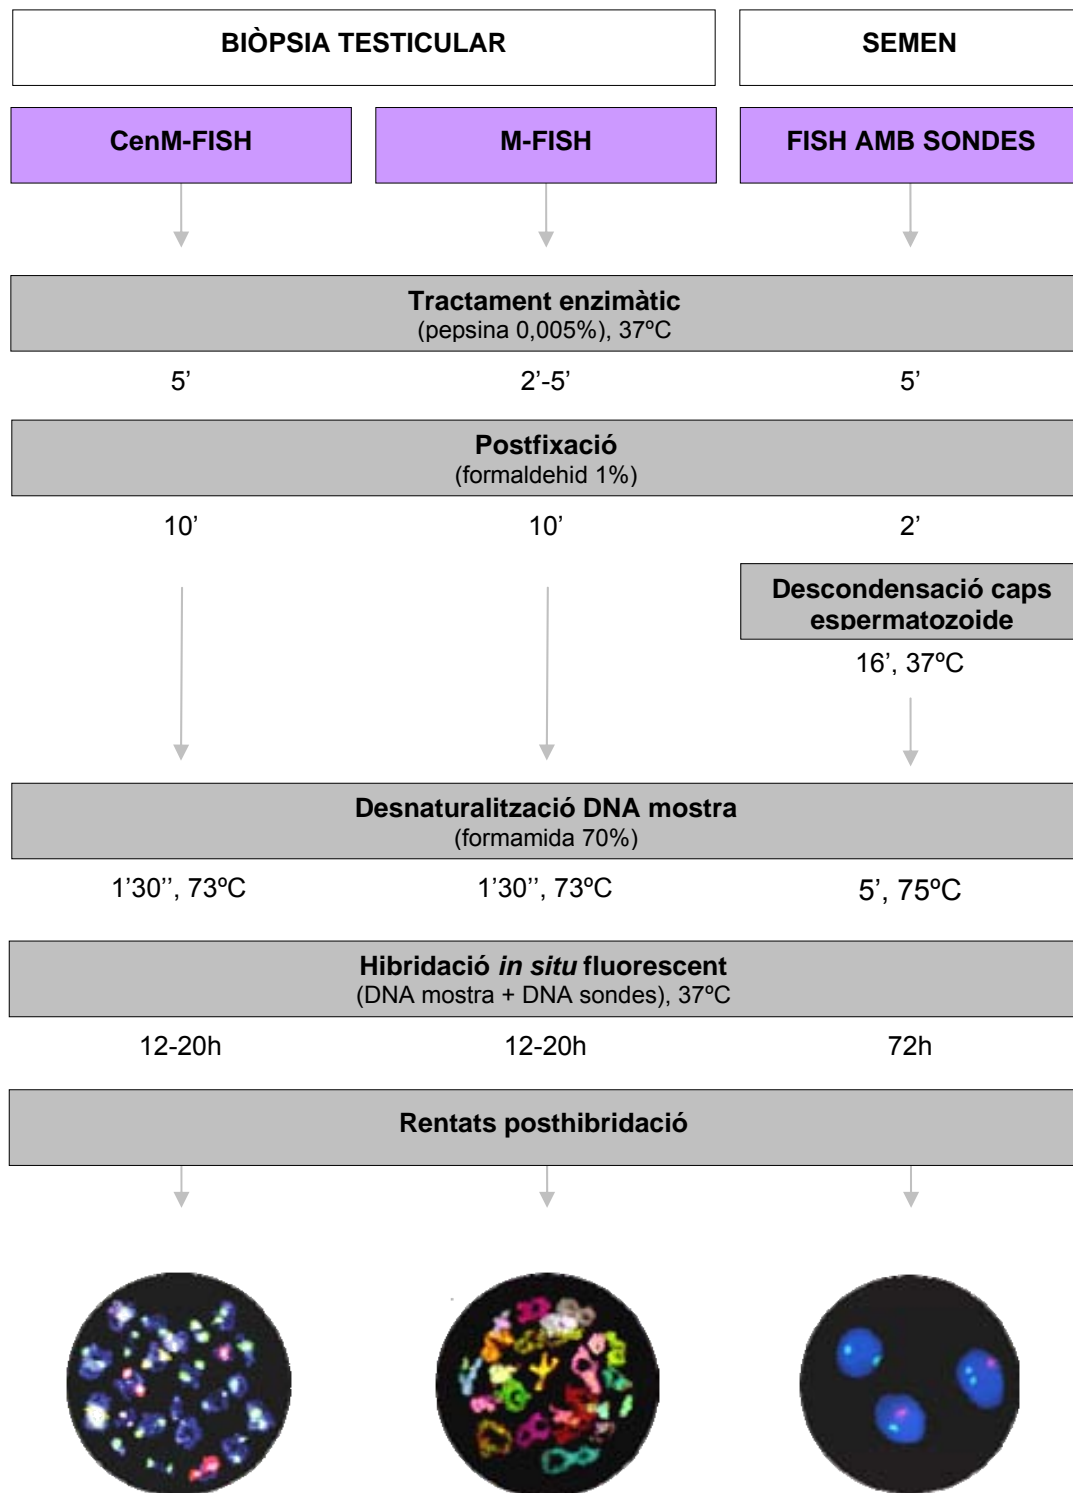 BIÒPSIA TESTICULAR
SEMEN
CenM-FISH
M-FISH
FISH AMB SONDES
Tractament enzimàtic
(pepsina 0,005%), 37ºC
5’
2’-5’
5’
Postfixació
(formaldehid 1%)
10’
10’
2’
Descondensació caps
espermatozoide
16’, 37ºC
Desnaturalització DNA mostra
(formamida 70%)
1’30’’, 73ºC
1’30’’, 73ºC
5’, 75ºC
Hibridació in situ fluorescent
(DNA mostra + DNA sondes), 37ºC
12-20h
12-20h
72h
Rentats posthibridació